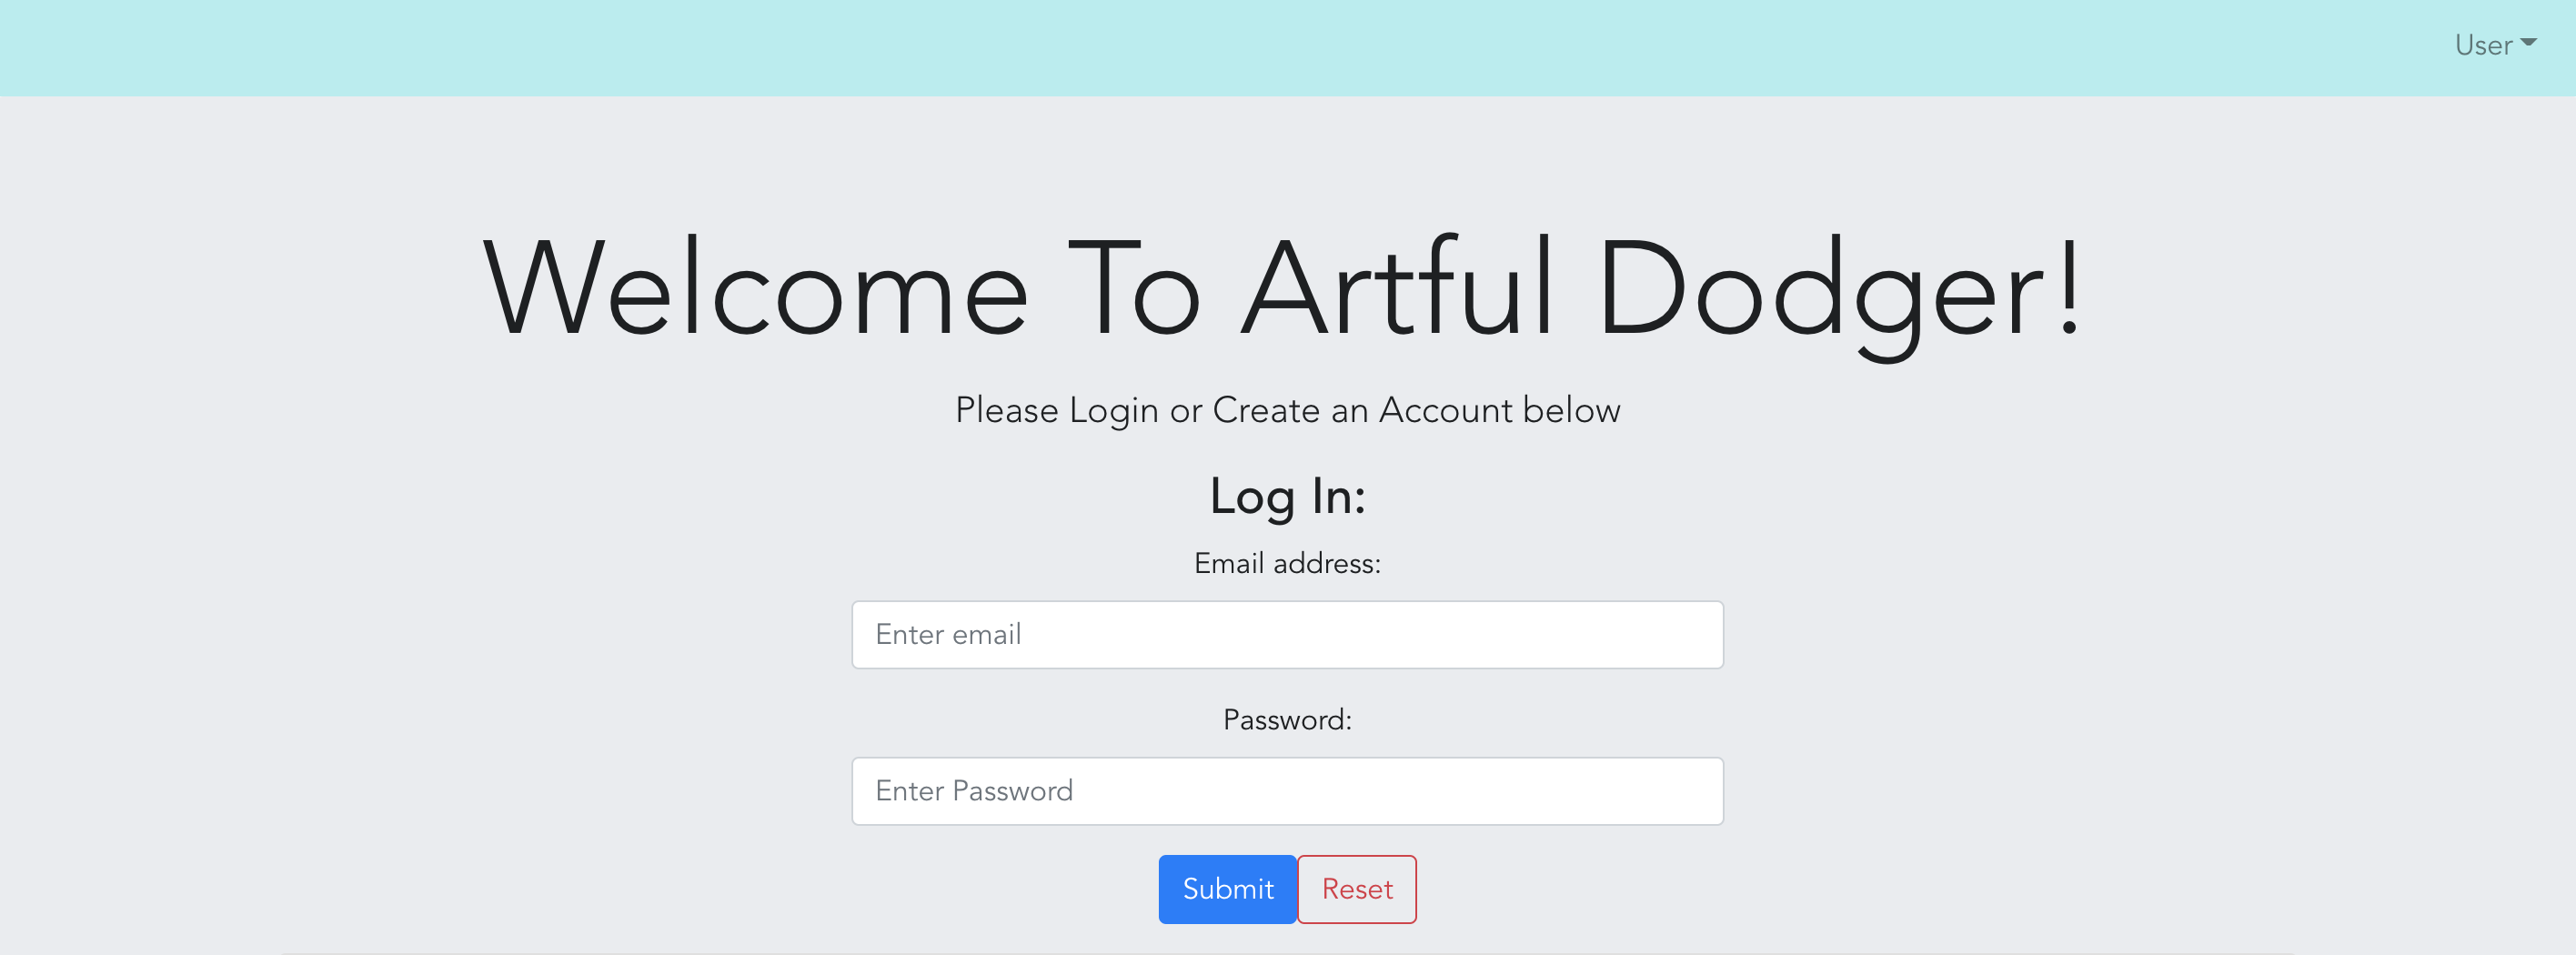 User
Welcome To Artful Dodger!
Please Login or Create an Account below
Log In:
Email address:
Enter email
Password:
Enter Password
Submit Reset